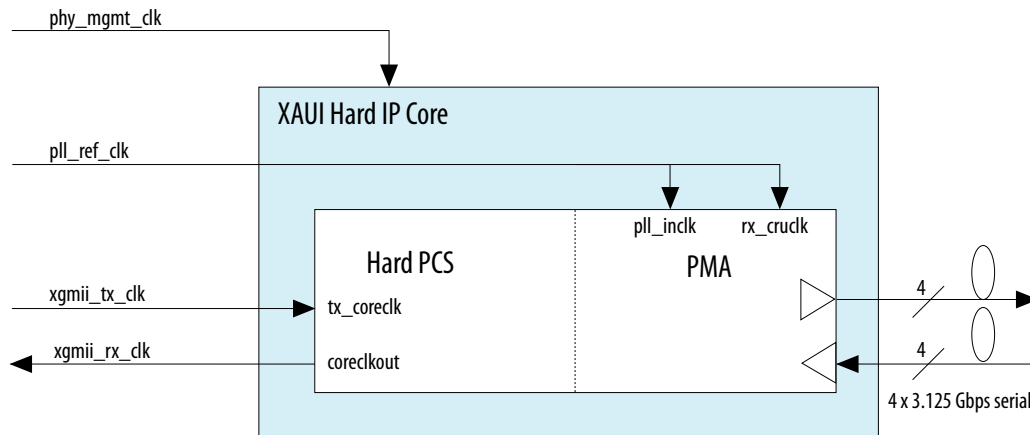 phy_mgmt_clk
XAUI Hard IP Core
pll_ref_clk
pll_inclk rx_cruclk
Hard PCS PMA
xgmii_tx_clk tx_coreclk 4
xgmii_rx_clk coreclkout 4
4 x 3.125 Gbps serial